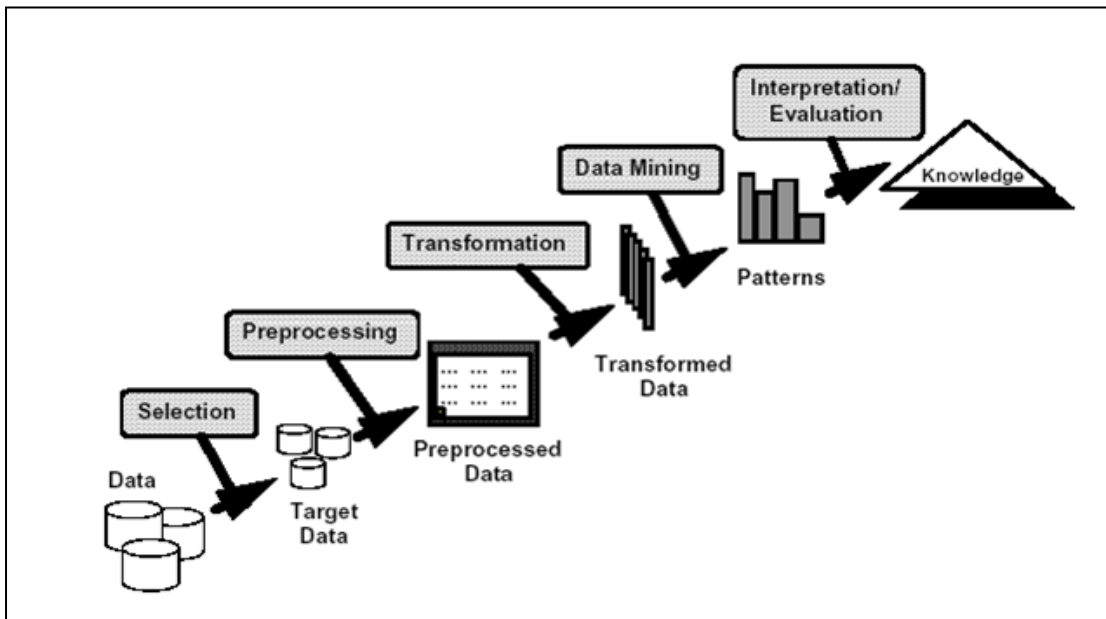 Interpretation/
Evaluation
Knowledge
Data Mining
Patterns
Transformation
Transformed
Data
Preprocessing
Preprocessed
Data
Selection
Target
Data
Data